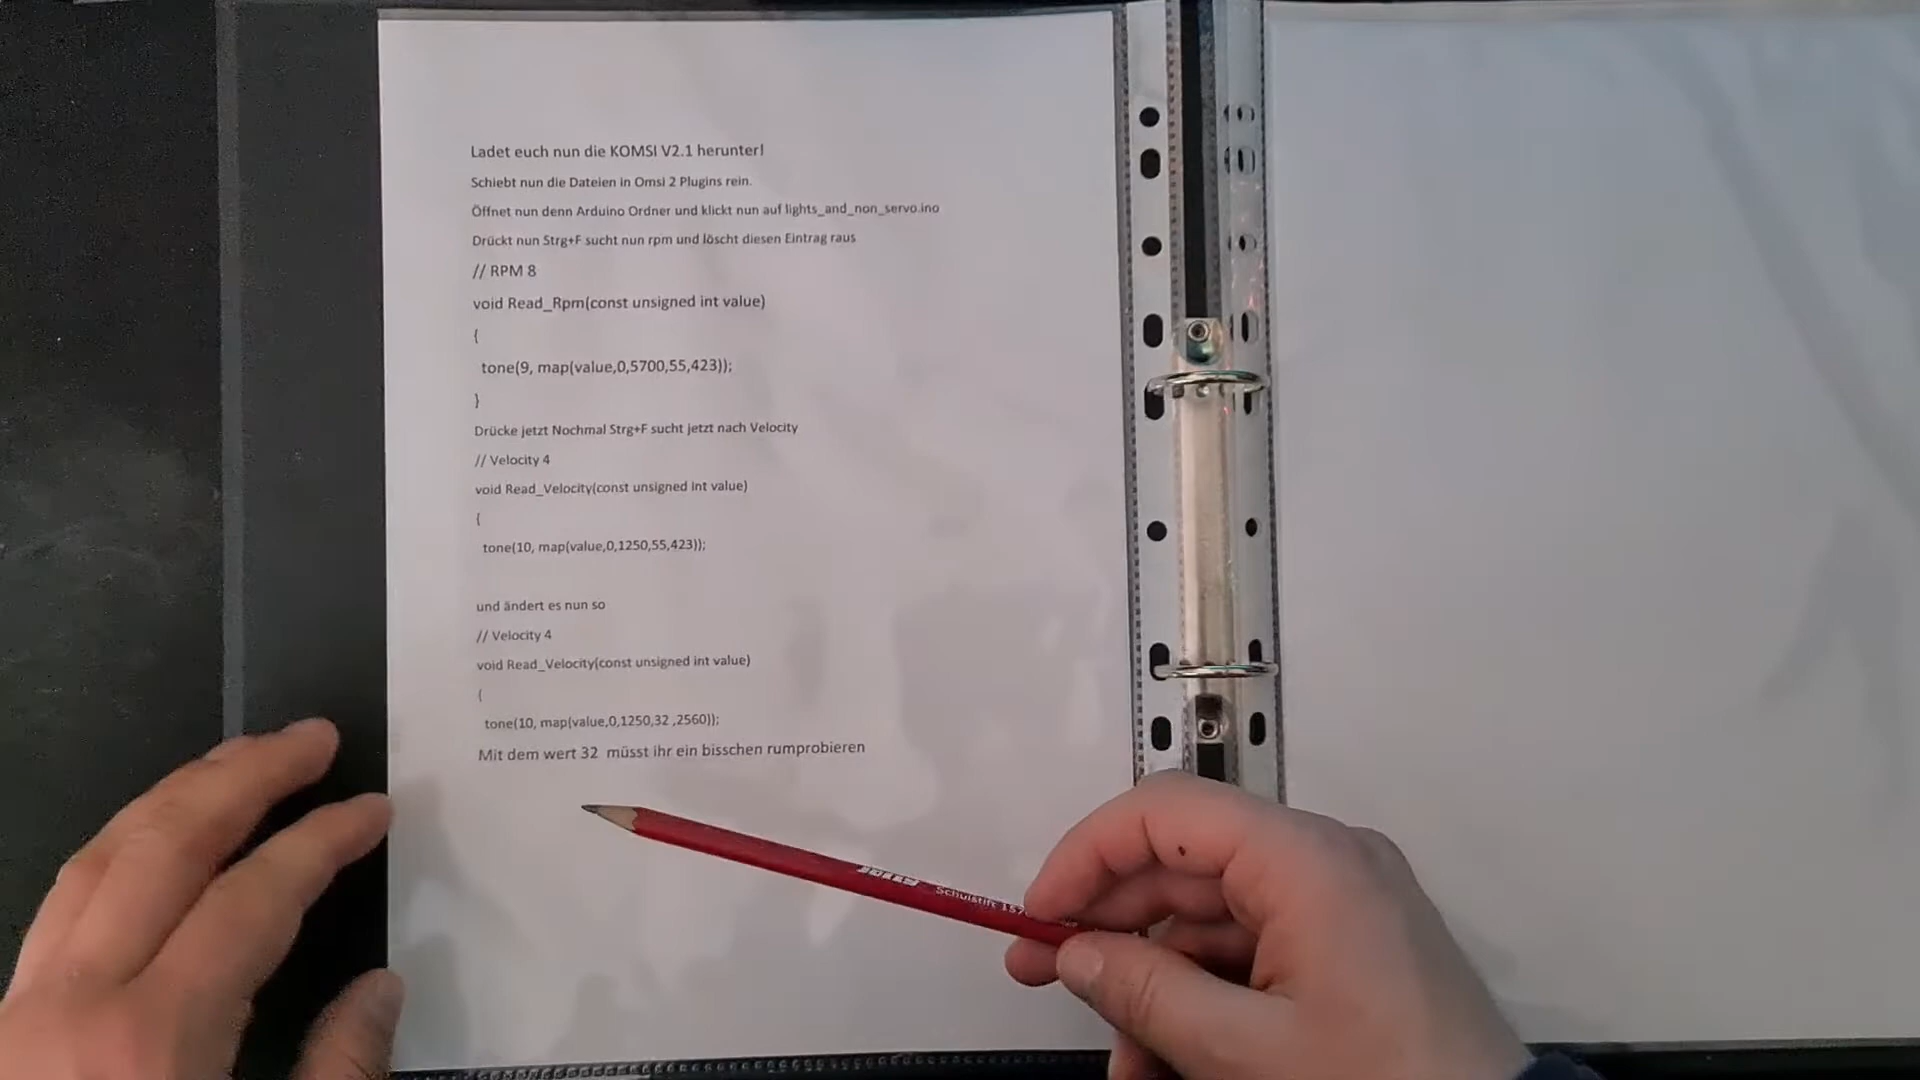 Ladet euch nun die KOMSI V2.1 herunter!
Schiebt nun die Dateien in Omsi 2 Plugins rein.
Öffnet nun denn Arduino Ordner und klickt nun auf lights_and_non_servo.ino
Drückt nun Strg+F sucht nun rpm und löscht diesen Eintrag raus
// RPM 8
void Read_Rpm(const unsigned int value)
{
tone(9, map(value,0,5700,55,423));
}
Drücke jetzt Nochmal Strg+F sucht jetzt nach Velocity
// Velocity 4
void Read_Velocity(const unsigned int value)
{
tone(10, map(value,0,1250,55,423));
und ändert es nun so
// Velocity 4
void Read_Velocity(const unsigned int value)
{
tone(10, map(value,0,1250,32 ,2560));
Mit dem wert 32 müsst ihr ein bisschen rumprobieren
Schulstift